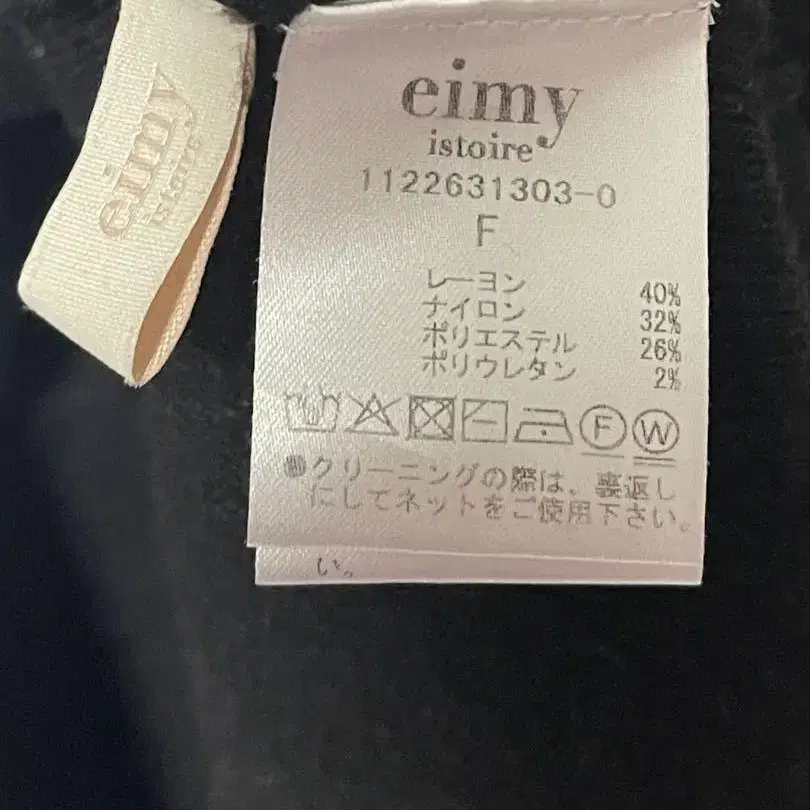 eimy
istoire
eimy
istoire
1122631303-0
F
レーヨン 40%
ナイロン 32%
ポリエステル 26%
ポリウレタン 2%
F W
●クリーニングの際は、裏返し
にしてネットをご使用下さい。
い。